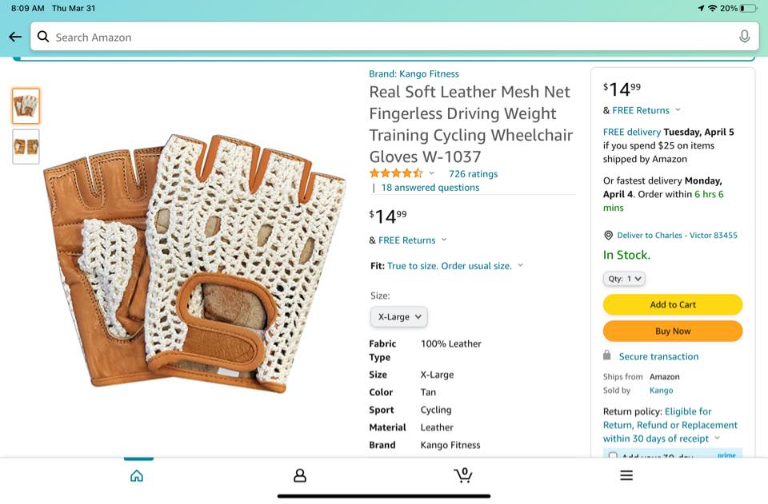 8:09 AM Thu Mar 31
20%
Search Amazon
Brand: Kango Fitness
Real Soft Leather Mesh Net
Fingerless Driving Weight
Training Cycling Wheelchair
Gloves W-1037
726 ratings
| 18 answered questions
$14 99
& FREE Returns
Fit: True to size. Order usual size.
Size:
X-Large
Fabric Type 100% Leather
Size X-Large
Color Tan
Sport Cycling
Material Leather
Brand Kango Fitness
$14 99
& FREE Returns
FREE delivery Tuesday, April 5
if you spend $25 on items
shipped by Amazon
Or fastest delivery Monday,
April 4. Order within 6 hrs 6
mins
Deliver to Charles - Victor 83455
In Stock.
Qty: 1
Add to Cart
Buy Now
Secure transaction
Ships from Amazon
Sold by Kango
Return policy: Eligible for
Return, Refund or Replacement
within 30 days of receipt
prime
0